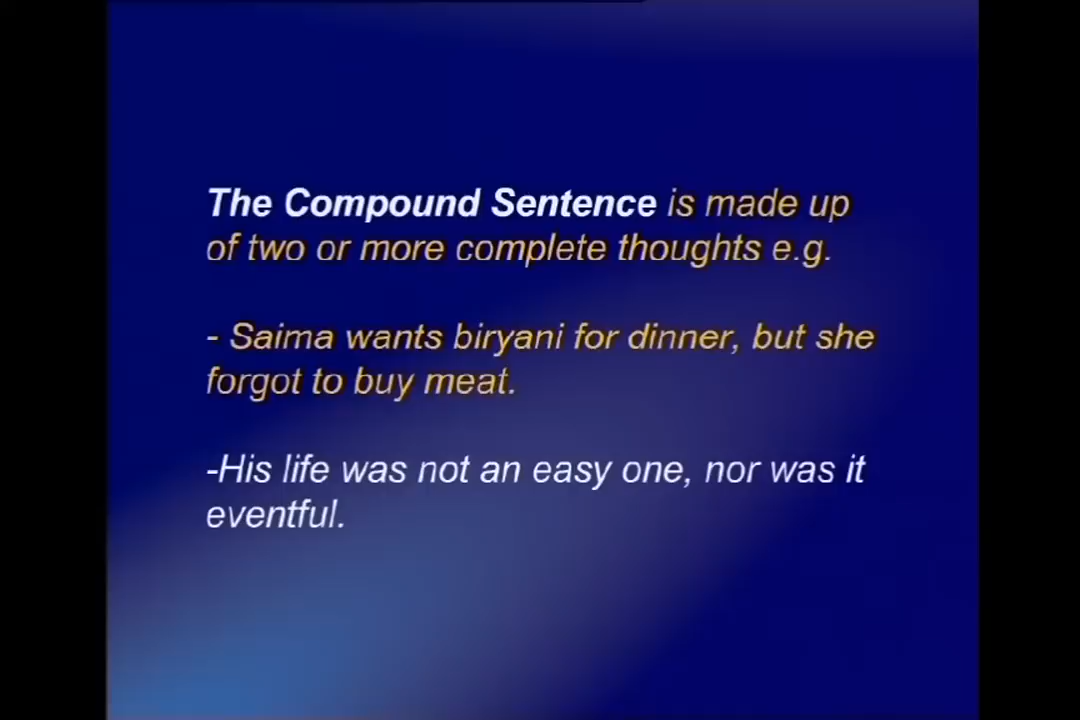 The Compound Sentence is made up
of two or more complete thoughts e.g.
- Saima wants biryani for dinner, but she
forgot to buy meat.
-His life was not an easy one, nor was it
eventful.